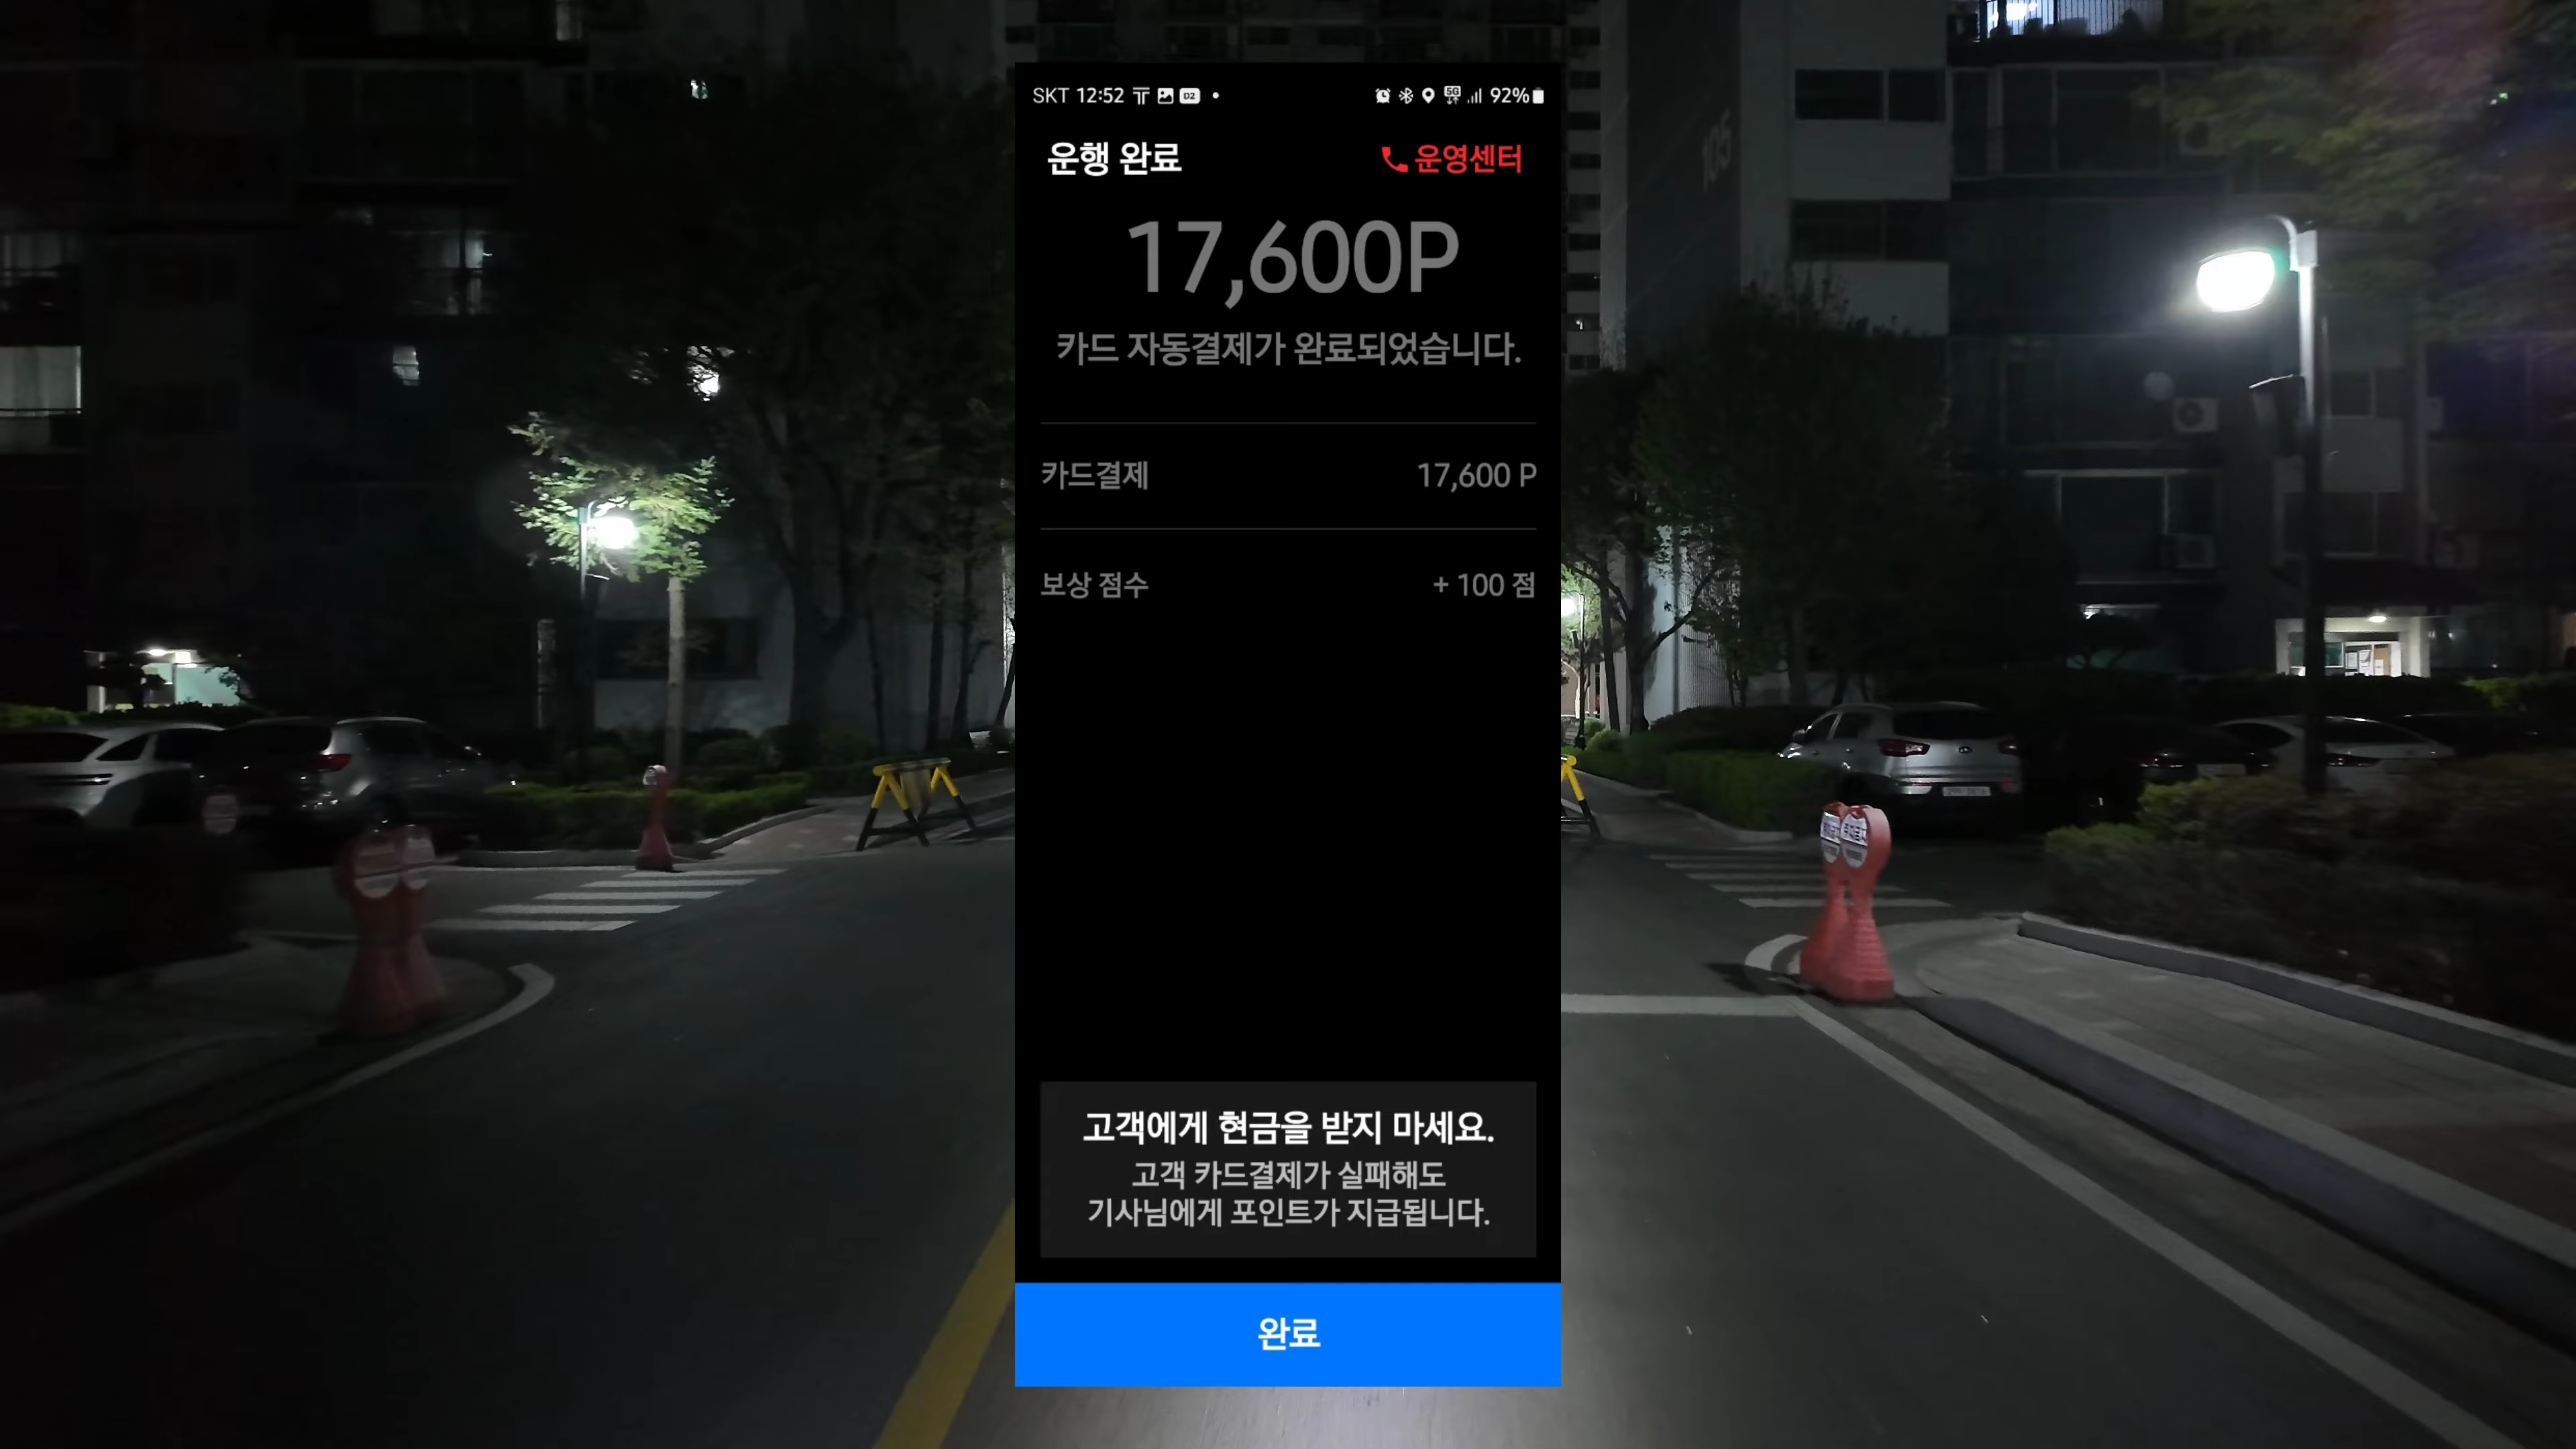 SKT 12:52
92%
운행 완료
운영센터
17,600P
카드 자동결제가 완료되었습니다.
카드결제 17,600 P
보상 점수 + 100 점
고객에게 현금을 받지 마세요.
고객 카드결제가 실패해도
기사님에게 포인트가 지급됩니다.
완료
105